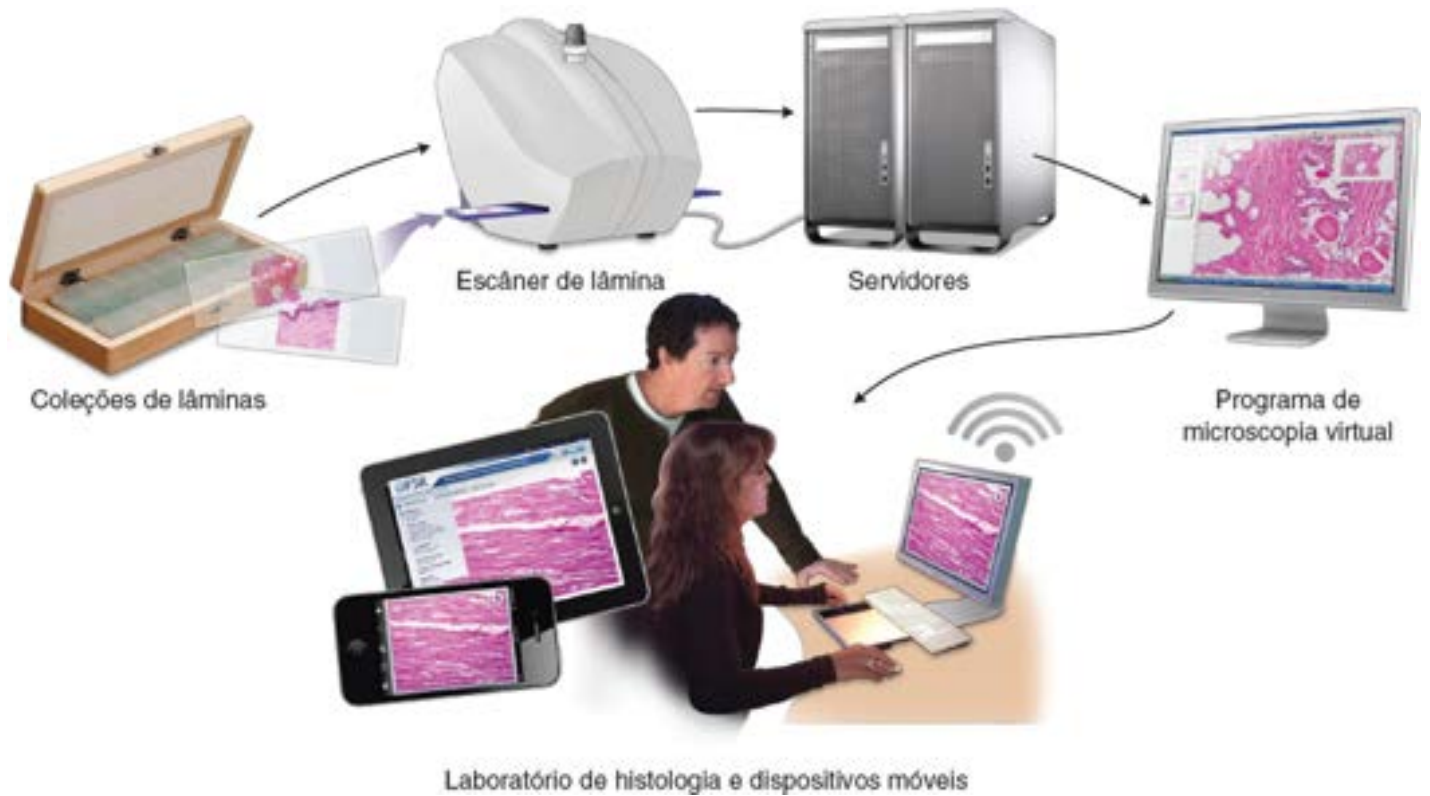 Escâner de lâmina
Servidores
Coleções de lâminas
Programa de
microscopia virtual
Laboratório de histologia e dispositivos móveis